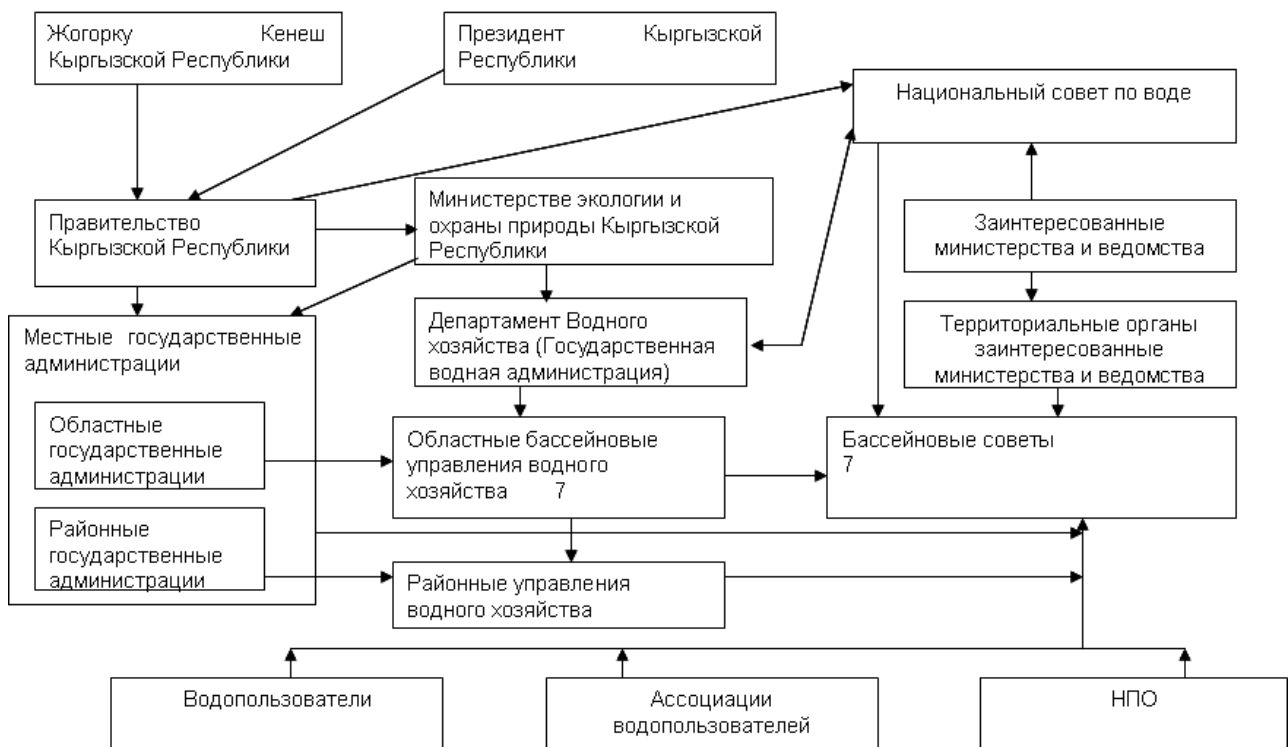 Жогорку Кенеш
Кыргызской Республики
Президент Кыргызской
Республики
Национальный совет по воде
Правительство
Кыргызской Республики
Министерстве экологии и
охраны природы Кыргызской
Республики
Заинтересованные
министерства и ведомства
Местные государственные
администрации
Департамент Водного
хозяйства (Государственная
водная администрация)
Территориальные органы
заинтересованные
министерства и ведомства
Областные
государственные
администрации
Областные бассейновые
управления водного
хозяйства 7
Бассейновые советы
7
Районные
государственные
администрации
Районные управления
водного хозяйства
Водопользователи
Ассоциации
водопользователей
НПО